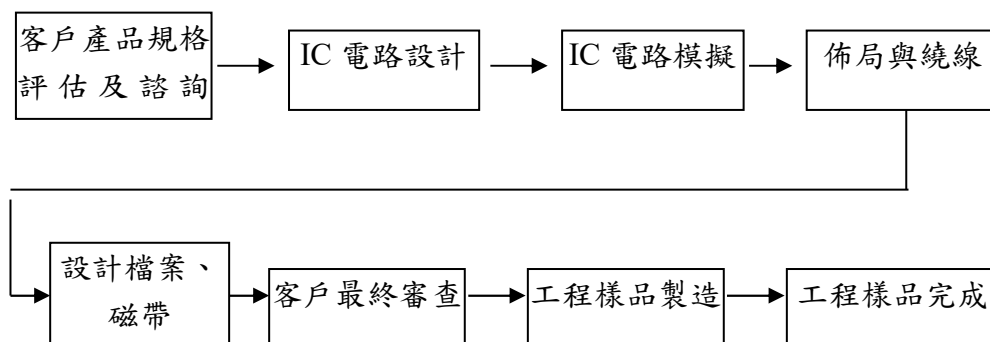 客戶產品規格
評估及諮詢
IC 電路設計
IC 電路模擬
佈局與繞線
設計檔案、
磁帶
客戶最終審查
工程樣品製造
工程樣品完成